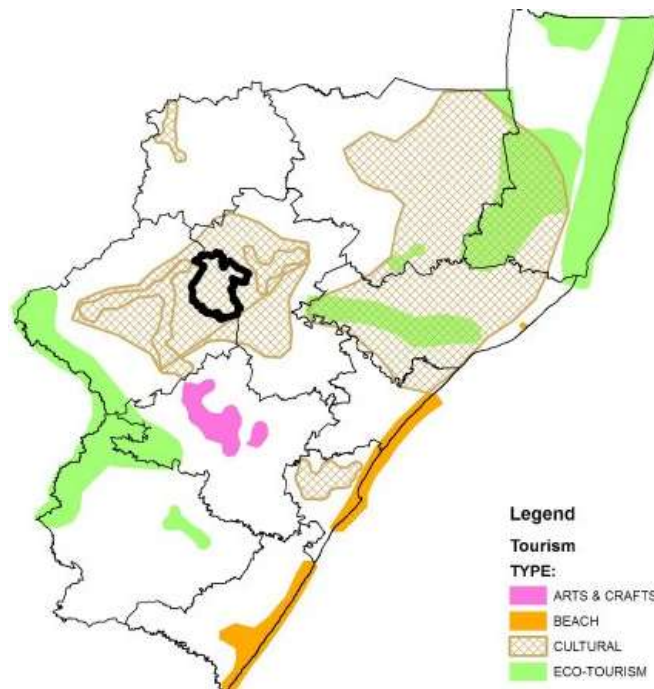 Legend
Tourism
TYPE:
ARTS & CRAFTS
BEACH
CULTURAL
ECO-TOURISM